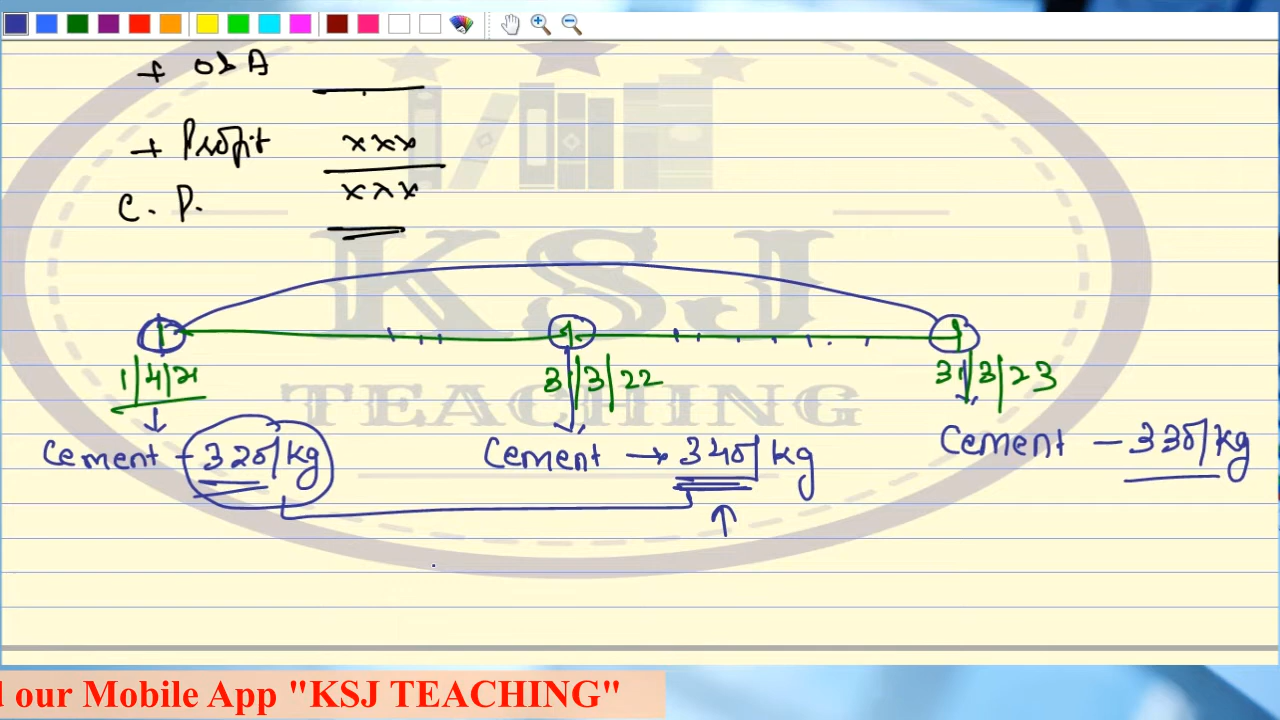 + OH A
+ Profit xxx
C. P. xxx
KSJ
TEACHING
1/4/21 31/3/22 31/3/23
Cement - 320/kg Cement → 340/kg Cement - 330/kg
d our Mobile App "KSJ TEACHING"